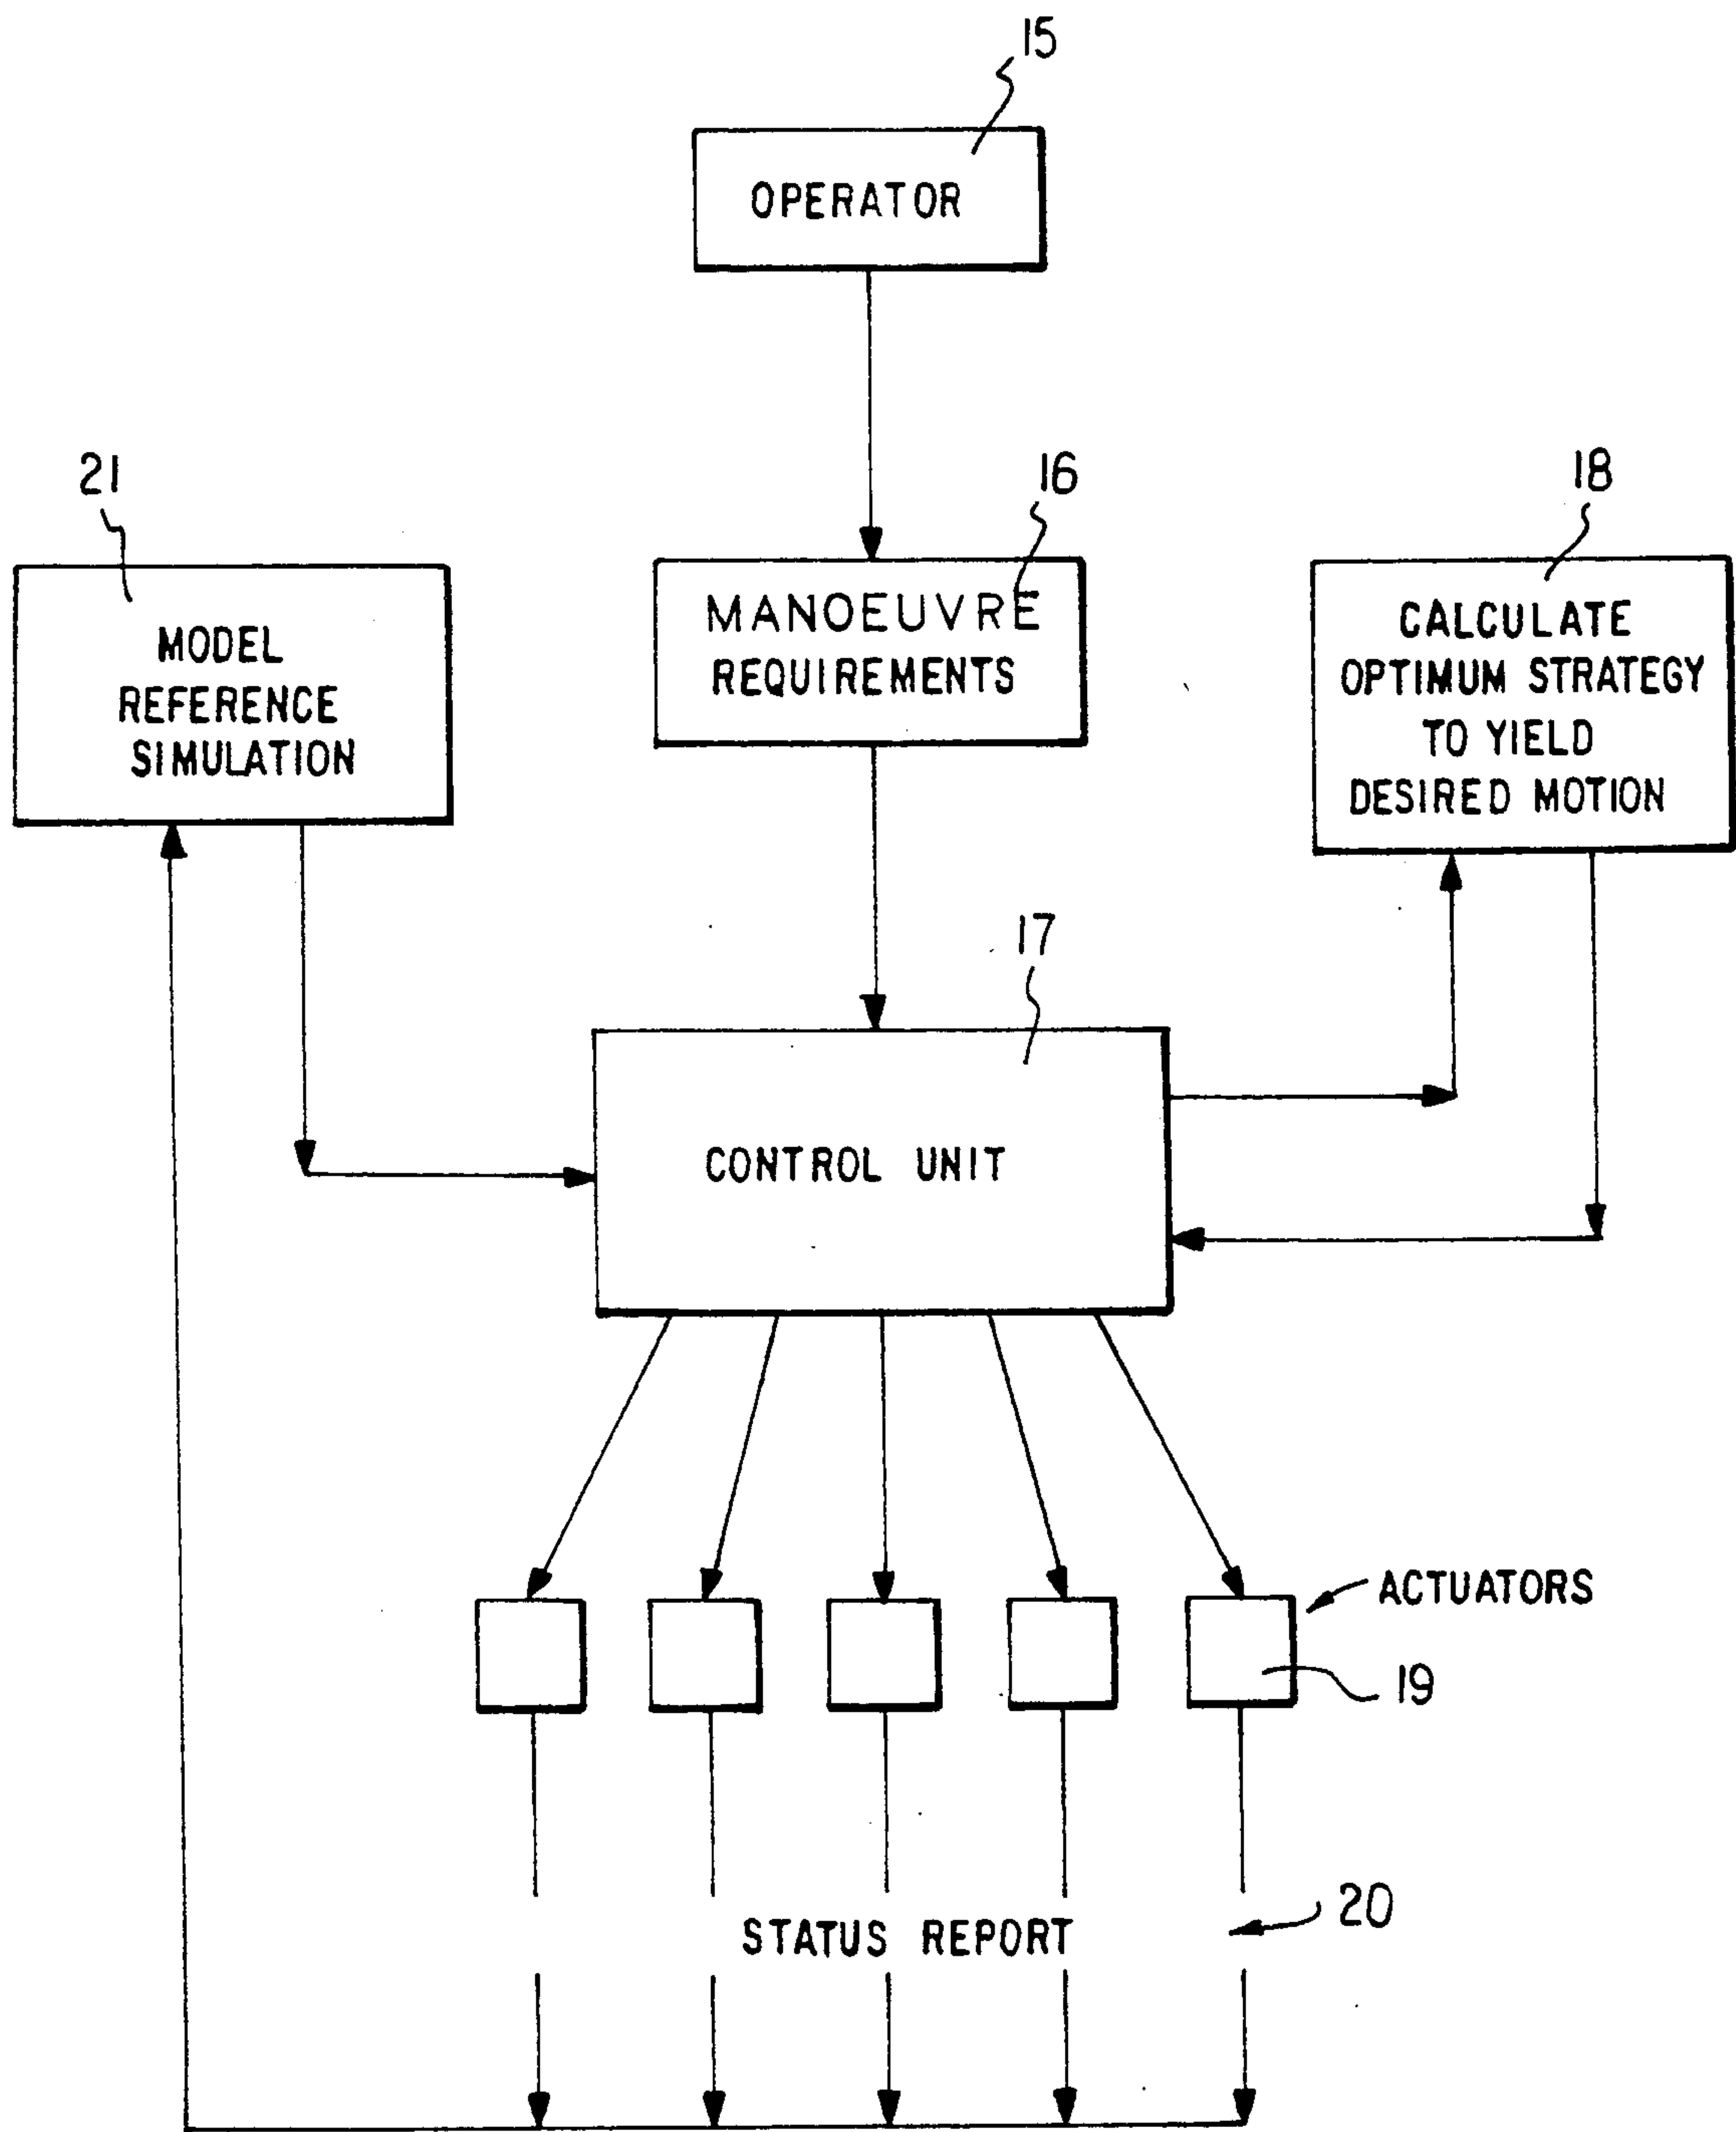 15
OPERATOR
21
16
18
MODEL
REFERENCE
SIMULATION
MANOEUVRE
REQUIREMENTS
CALCULATE
OPTIMUM STRATEGY
TO YIELD
DESIRED MOTION
17
CONTROL UNIT
ACTUATORS
19
STATUS REPORT
20